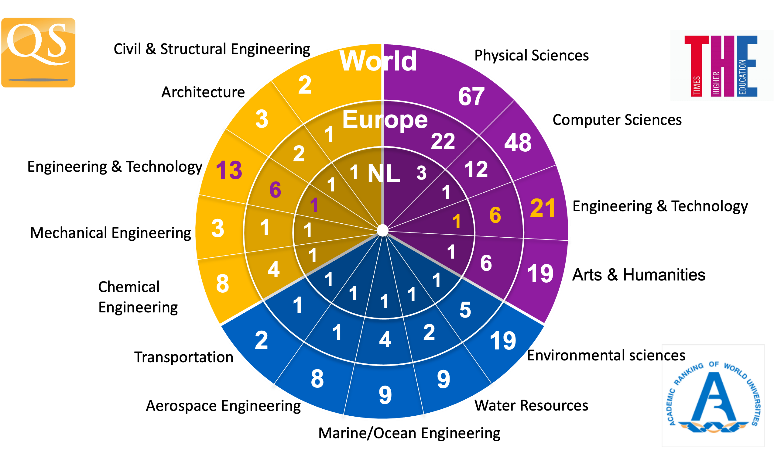 QS
Civil & Structural Engineering
World
Physical Sciences
THE
TIMES
HIGHER
EDUCATION
2
67
Architecture
3
Europe
48
Computer Sciences
1
22
2
12
Engineering & Technology
13
6
1
1
NL
3
1
1
1
6
21
Engineering & Technology
Mechanical Engineering
3
1
1
1
6
19
Arts & Humanities
8
4
1
Chemical
Engineering
1
1
1
1
1
1
5
Transportation
2
1
4
2
19
Environmental sciences
8
9
9
Aerospace Engineering
Water Resources
Marine/Ocean Engineering
ACADEMIC RANKING OF WORLD UNIVERSITIES